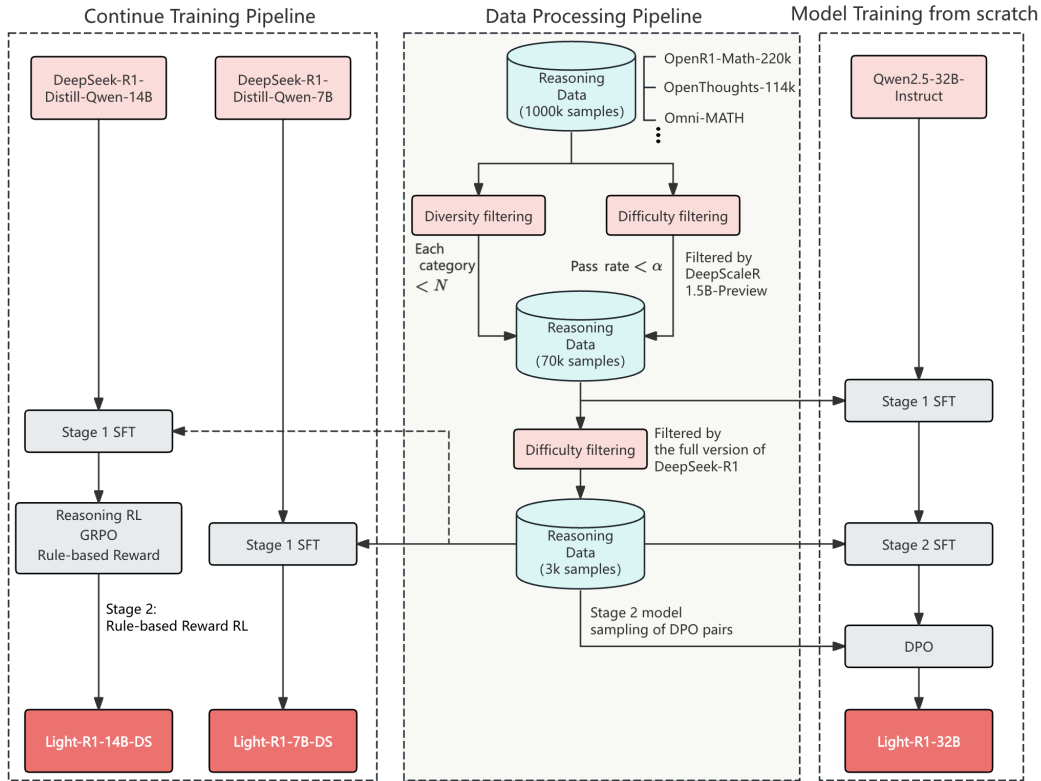 Continue Training Pipeline
DeepSeek-R1-
Distill-Qwen-14B
DeepSeek-R1-
Distill-Qwen-7B
Stage 1 SFT
Reasoning RL
GRPO
Rule-based Reward
Stage 1 SFT
Stage 2:
Rule-based Reward RL
Light-R1-14B-DS
Light-R1-7B-DS
Data Processing Pipeline
Reasoning
Data
(1000k samples)
OpenR1-Math-220k
OpenThoughts-114k
Omni-MATH
Diversity filtering
Difficulty filtering
Each
category
< N
Pass rate < α
Filtered by
DeepScaleR
1.5B-Preview
Reasoning
Data
(70k samples)
Difficulty filtering
Filtered by
the full version of
DeepSeek-R1
Reasoning
Data
(3k samples)
Stage 2 model
sampling of DPO pairs
Model Training from scratch
Qwen2.5-32B-
Instruct
Stage 1 SFT
Stage 2 SFT
DPO
Light-R1-32B